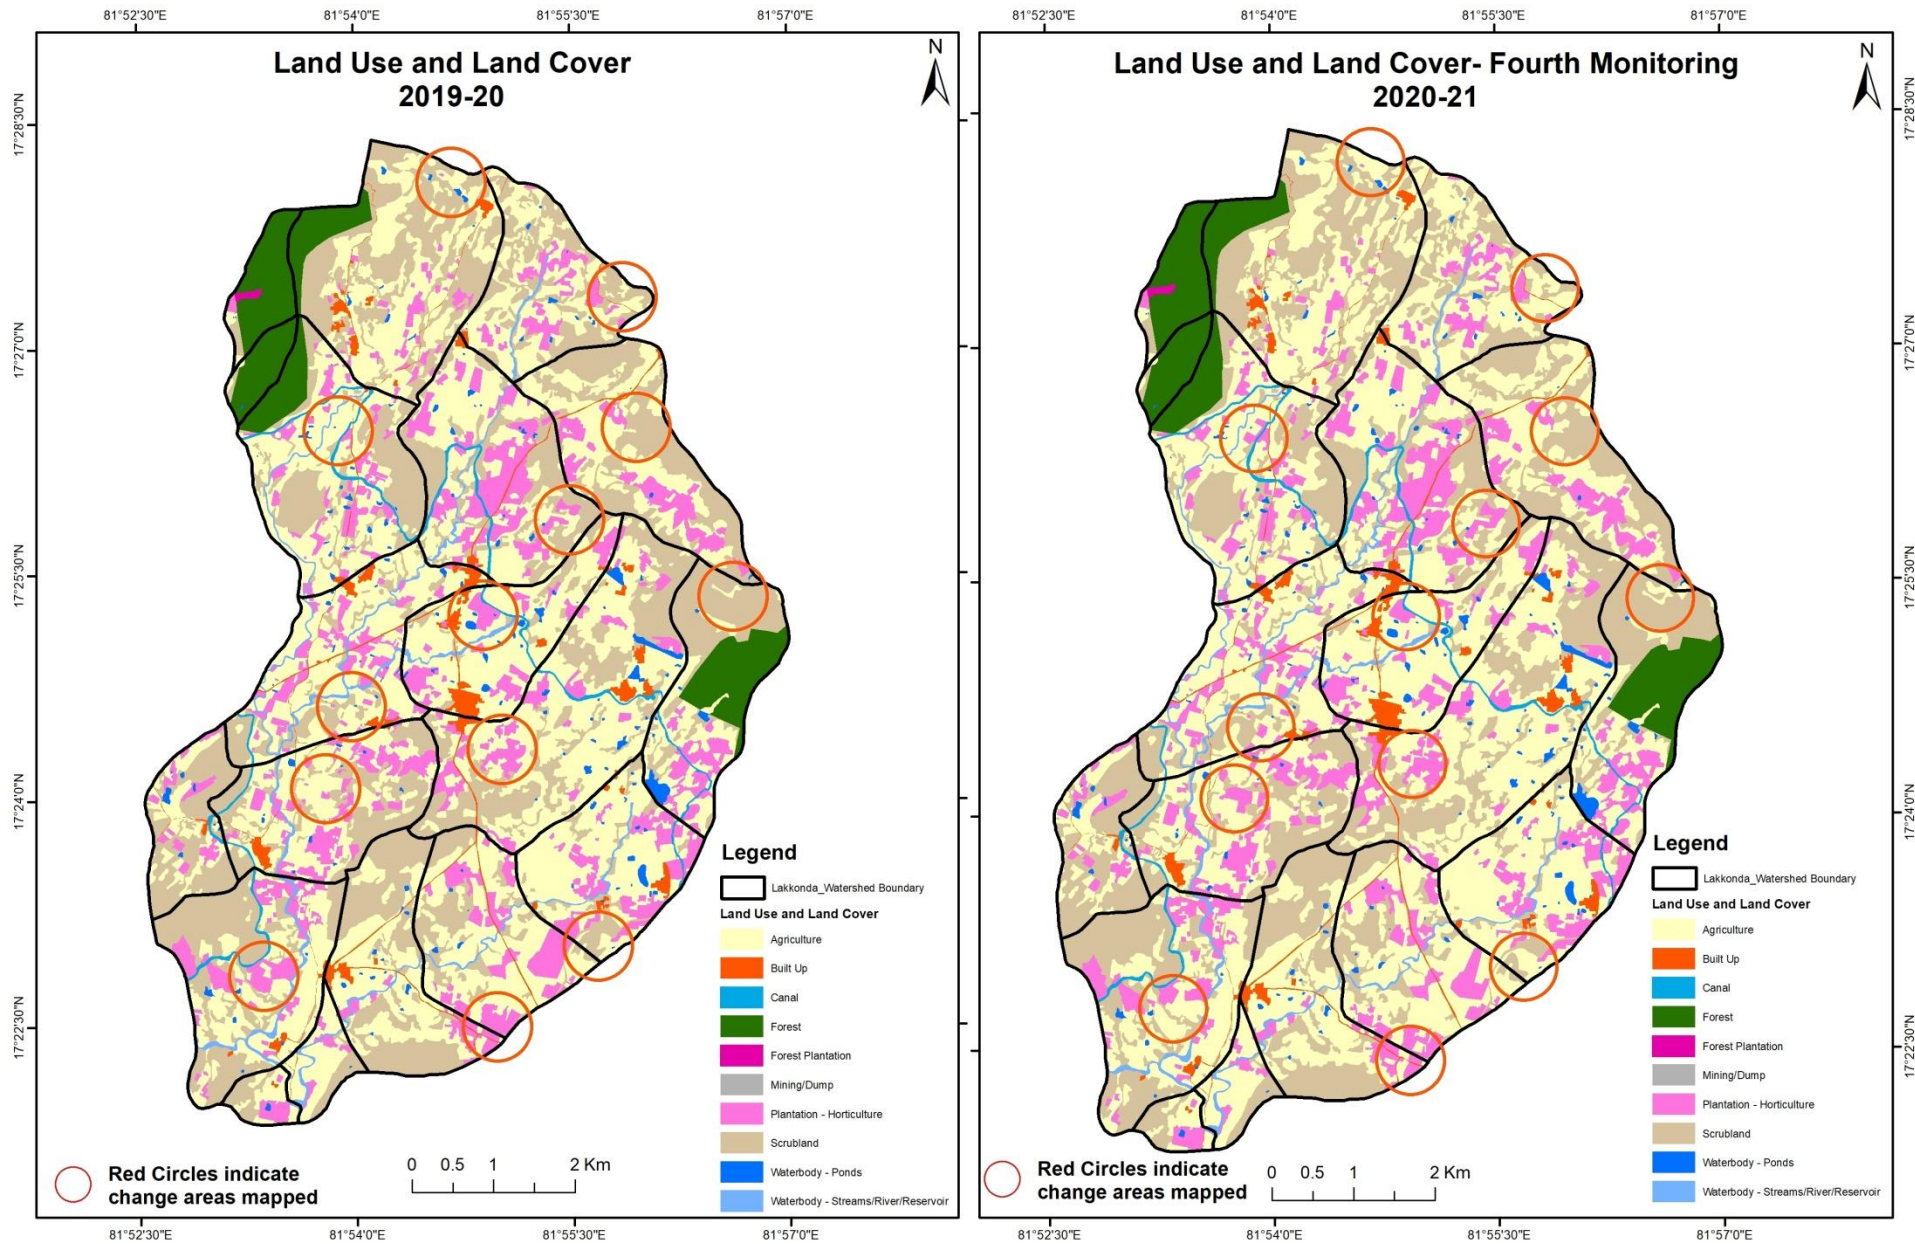 81°52'30"E 81°54'0"E 81°55'30"E 81°57'0"E
Land Use and Land Cover
2019-20
N
17°28'30"N
17°27'0"N
17°25'30"N
17°24'0"N
17°22'30"N
Legend
Lakkonda_Watershed Boundary
Land Use and Land Cover
Agriculture
Built Up
Canal
Forest
Forest Plantation
Mining/Dump
Plantation - Horticulture
Scrubland
Waterbody - Ponds
Waterbody - Streams/River/Reservoir
Red Circles indicate
change areas mapped
0 0.5 1 2 Km
81°52'30"E 81°54'0"E 81°55'30"E 81°57'0"E
81°52'30"E 81°54'0"E 81°55'30"E 81°57'0"E
Land Use and Land Cover- Fourth Monitoring
2020-21
N
17°28'30"N
17°27'0"N
17°25'30"N
17°24'0"N
17°22'30"N
Legend
Lakkonda_Watershed Boundary
Land Use and Land Cover
Agriculture
Built Up
Canal
Forest
Forest Plantation
Mining/Dump
Plantation - Horticulture
Scrubland
Waterbody - Ponds
Waterbody - Streams/River/Reservoir
Red Circles indicate
change areas mapped
0 0.5 1 2 Km
81°52'30"E 81°54'0"E 81°55'30"E 81°57'0"E